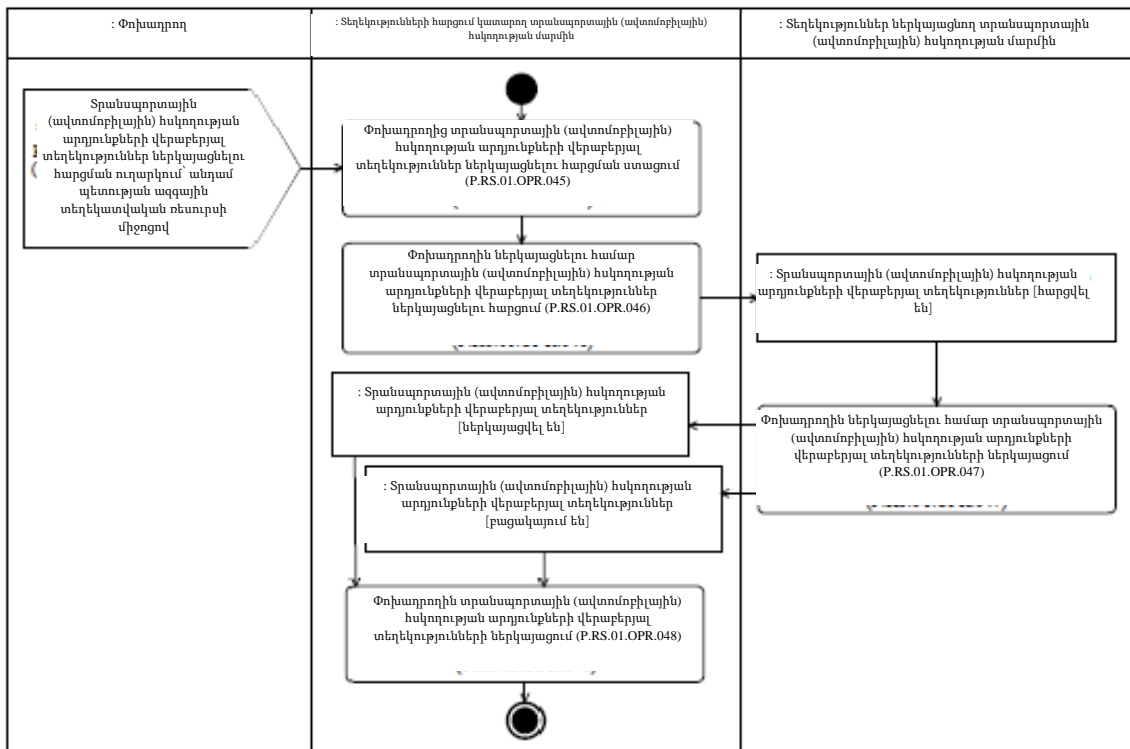 : Փոխադրող
: Տեղեկությունների հարցում կատարող տրանսպորտային (ավտոմոբիլային)
հսկողության մարմին
: Տեղեկություններ ներկայացնող տրանսպորտային
(ավտոմոբիլային) հսկողության մարմին
Տրանսպորտային
(ավտոմոբիլային) հսկողության
արդյունքների վերաբերյալ
տեղեկություններ ներկայացնելու
հարցման ուղարկում` անդամ
պետության ազգային
տեղեկատվական ռեսուրսի
միջոցով
Փոխադրողից տրանսպորտային (ավտոմոբիլային)
հսկողության արդյունքների վերաբերյալ
տեղեկություններ ներկայացնելու հարցման ստացում
(P.RS.01.OPR.045)
Փոխադրողին ներկայացնելու համար
տրանսպորտային (ավտոմոբիլային) հսկողության
արդյունքների վերաբերյալ տեղեկություններ
ներկայացնելու հարցում (P.RS.01.OPR.046)
: Տրանսպորտային (ավտոմոբիլային) հսկողության
արդյունքների վերաբերյալ տեղեկություններ [հարցվել
են]
: Տրանսպորտային (ավտոմոբիլային) հսկողության
արդյունքների վերաբերյալ տեղեկություններ
[ներկայացվել են]
Փոխադրողին ներկայացնելու համար տրանսպորտային
(ավտոմոբիլային) հսկողության արդյունքների
վերաբերյալ տեղեկությունների ներկայացում
(P.RS.01.OPR.047)
: Տրանսպորտային (ավտոմոբիլային) հսկողության
արդյունքների վերաբերյալ տեղեկություններ
[բացակայում են]
Փոխադրողին տրանսպորտային (ավտոմոբիլային)
հսկողության արդյունքների վերաբերյալ
տեղեկությունների ներկայացում (P.RS.01.OPR.048)